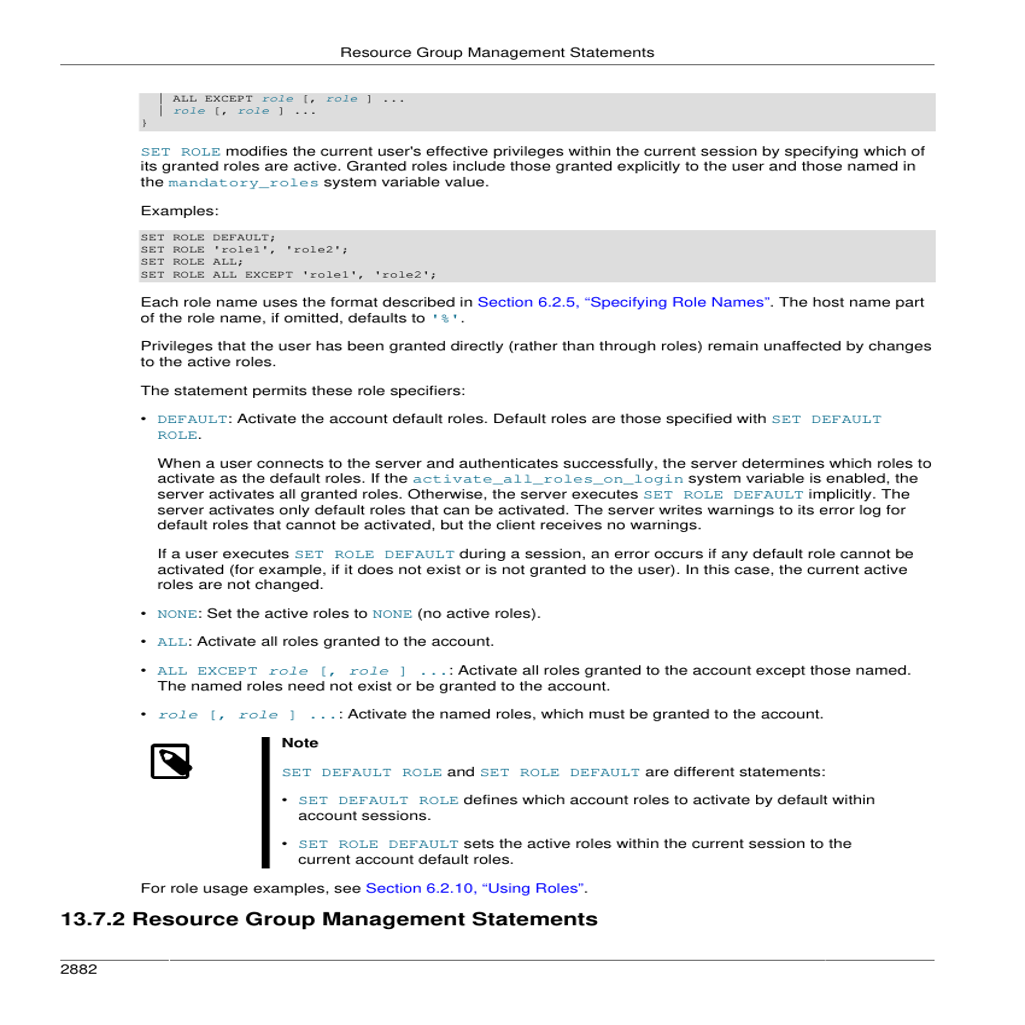 Resource Group Management Statements
| ALL EXCEPT role [, role ] ...
| role [, role ] ...
}
SET ROLE modifies the current user's effective privileges within the current session by specifying which of
its granted roles are active. Granted roles include those granted explicitly to the user and those named in
the mandatory_roles system variable value.
Examples:
SET ROLE DEFAULT;
SET ROLE 'role1', 'role2';
SET ROLE ALL;
SET ROLE ALL EXCEPT 'role1', 'role2';
Each role name uses the format described in Section 6.2.5, “Specifying Role Names”. The host name part
of the role name, if omitted, defaults to '%'.
Privileges that the user has been granted directly (rather than through roles) remain unaffected by changes
to the active roles.
The statement permits these role specifiers:
• DEFAULT: Activate the account default roles. Default roles are those specified with SET DEFAULT
ROLE.
When a user connects to the server and authenticates successfully, the server determines which roles to
activate as the default roles. If the activate_all_roles_on_login system variable is enabled, the
server activates all granted roles. Otherwise, the server executes SET ROLE DEFAULT implicitly. The
server activates only default roles that can be activated. The server writes warnings to its error log for
default roles that cannot be activated, but the client receives no warnings.
If a user executes SET ROLE DEFAULT during a session, an error occurs if any default role cannot be
activated (for example, if it does not exist or is not granted to the user). In this case, the current active
roles are not changed.
• NONE: Set the active roles to NONE (no active roles).
• ALL: Activate all roles granted to the account.
• ALL EXCEPT role [, role ] ...: Activate all roles granted to the account except those named.
The named roles need not exist or be granted to the account.
• role [, role ] ...: Activate the named roles, which must be granted to the account.
Note
SET DEFAULT ROLE and SET ROLE DEFAULT are different statements:
• SET DEFAULT ROLE defines which account roles to activate by default within
account sessions.
• SET ROLE DEFAULT sets the active roles within the current session to the
current account default roles.
For role usage examples, see Section 6.2.10, “Using Roles”.
13.7.2 Resource Group Management Statements
2882